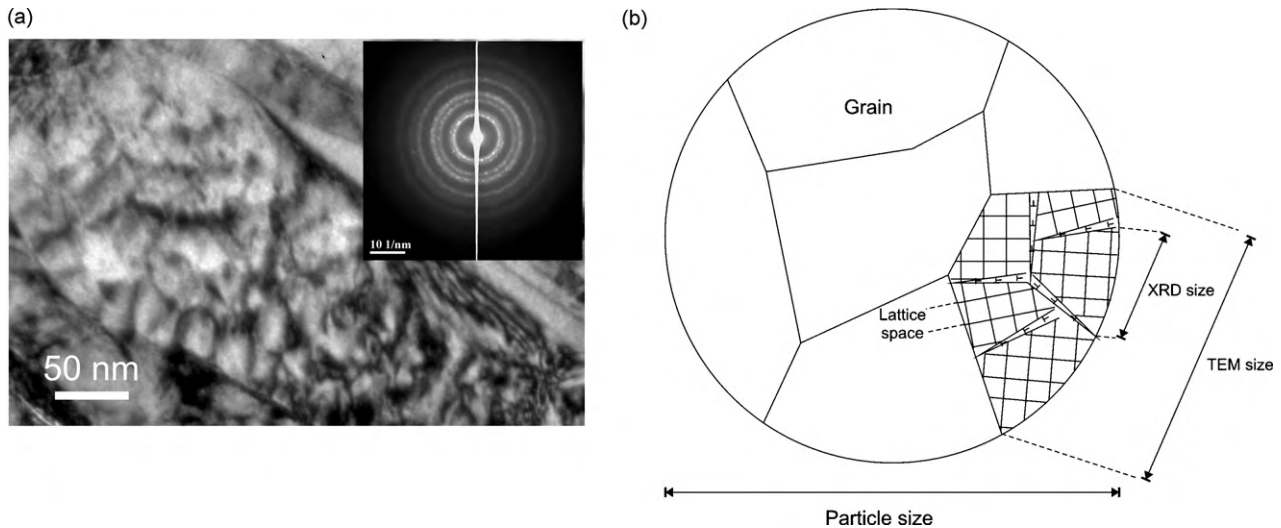 (a)
10 1/nm
50 nm
(b)
Grain
Lattice
space
XRD size
TEM size
Particle size